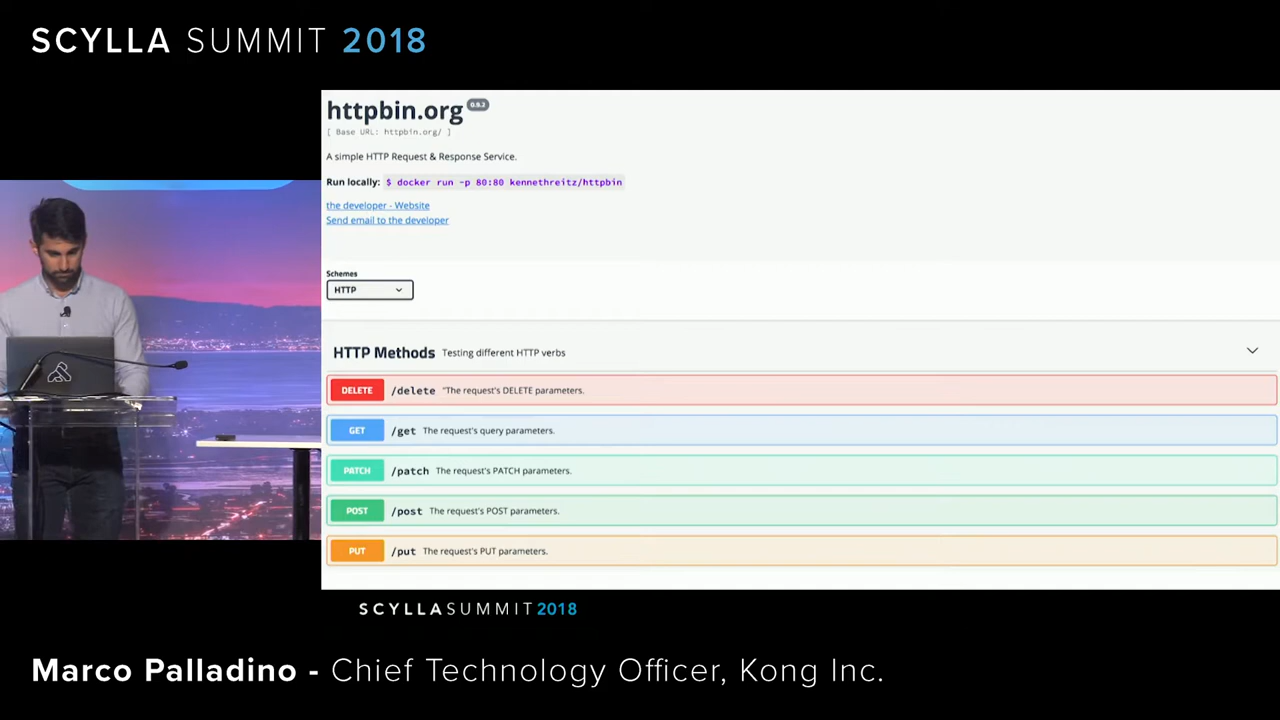 SCYLLA SUMMIT 2018
httpbin.org 0.9.2
[ Base URL: httpbin.org/ ]
A simple HTTP Request & Response Service.
Run locally: $ docker run -p 80:80 kennethreitz/httpbin
the developer - Website
Send email to the developer
Schemes
HTTP
HTTP Methods Testing different HTTP verbs
DELETE /delete "The request's DELETE parameters.
GET /get The request's query parameters.
PATCH /patch The request's PATCH parameters.
POST /post The request's POST parameters.
PUT /put The request's PUT parameters.
SCYLLA SUMMIT 2018
Marco Palladino - Chief Technology Officer, Kong Inc.